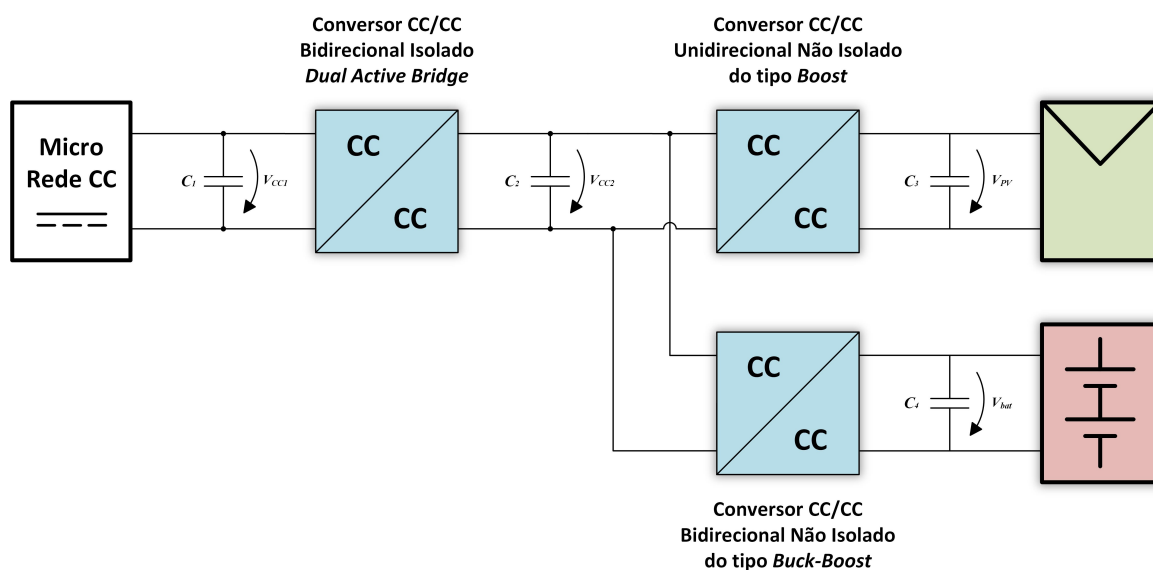 Conversor CC/CC
Bidirecional Isolado
Dual Active Bridge
Conversor CC/CC
Unidirecional Não Isolado
do tipo Boost
Micro
Rede CC
C1
VCC1
CC
CC
C2
VCC2
CC
CC
C3
VPV
CC
CC
C4
Vbat
Conversor CC/CC
Bidirecional Não Isolado
do tipo Buck-Boost